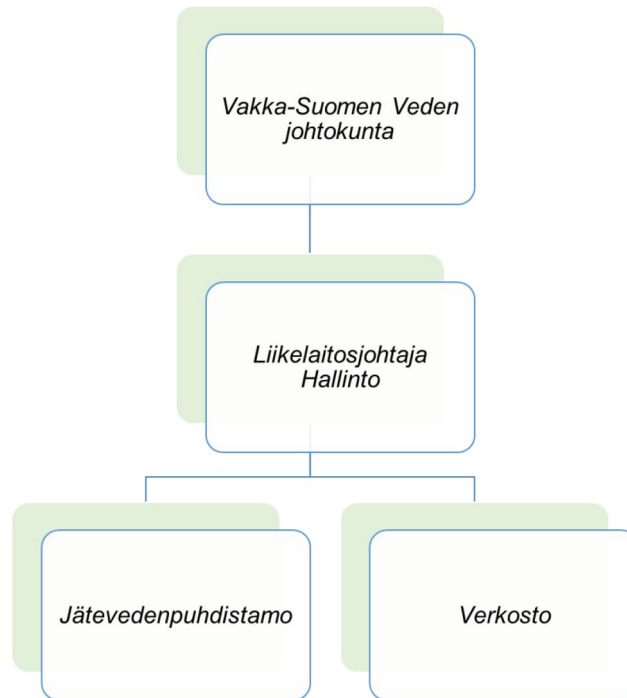 Vakka-Suomen Veden
johtokunta
Liikelaitosjohtaja
Hallinto
Jätevedenpuhdistamo
Verkosto